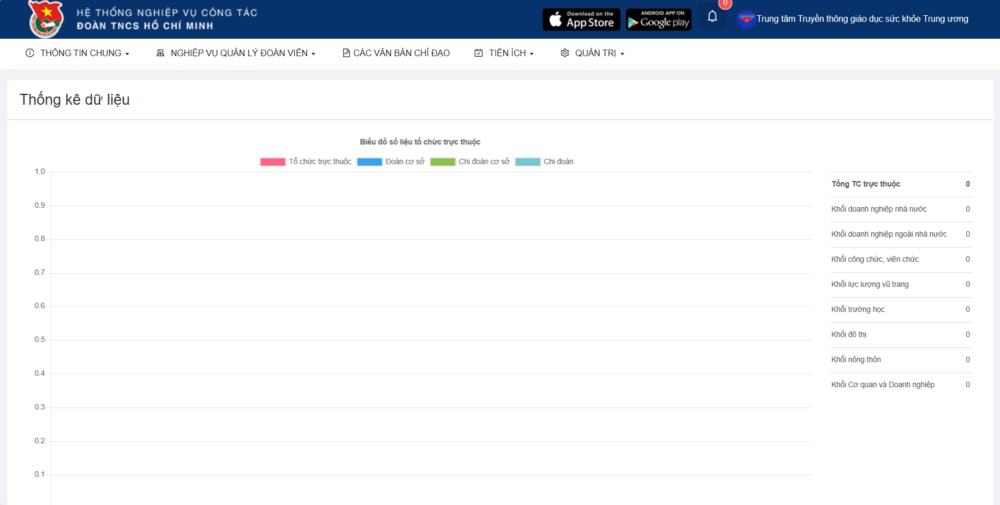 HỆ THỐNG NGHIỆP VỤ CÔNG TÁC
ĐOÀN TNCS HỒ CHÍ MINH
Download on the
App Store
ANDROID APP ON
Google play
0
Trung tâm Truyền thông giáo dục sức khỏe Trung ương
THÔNG TIN CHUNG
NGHIỆP VỤ QUẢN LÝ ĐOÀN VIÊN
CÁC VĂN BẢN CHỈ ĐẠO
TIỆN ÍCH
QUẢN TRỊ
Thống kê dữ liệu
Biểu đồ số liệu tổ chức trực thuộc
Tổ chức trực thuộc
Đoàn cơ sở
Chi đoàn cơ sở
Chi đoàn
1.0
0.9
0.8
0.7
0.6
0.5
0.4
0.3
0.2
0.1
Tổng TC trực thuộc 0
Khối doanh nghiệp nhà nước 0
Khối doanh nghiệp ngoài nhà nước 0
Khối công chức, viên chức 0
Khối lực lượng vũ trang 0
Khối trường học 0
Khối đô thị 0
Khối nông thôn 0
Khối Cơ quan và Doanh nghiệp 0